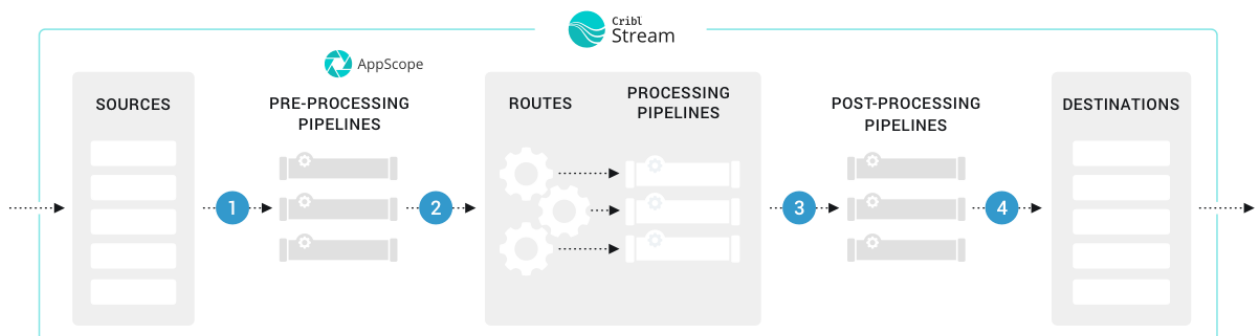 Cribl
Stream
AppScope
SOURCES
PRE-PROCESSING
PIPELINES
ROUTES
PROCESSING
PIPELINES
POST-PROCESSING
PIPELINES
DESTINATIONS
1
2
3
4